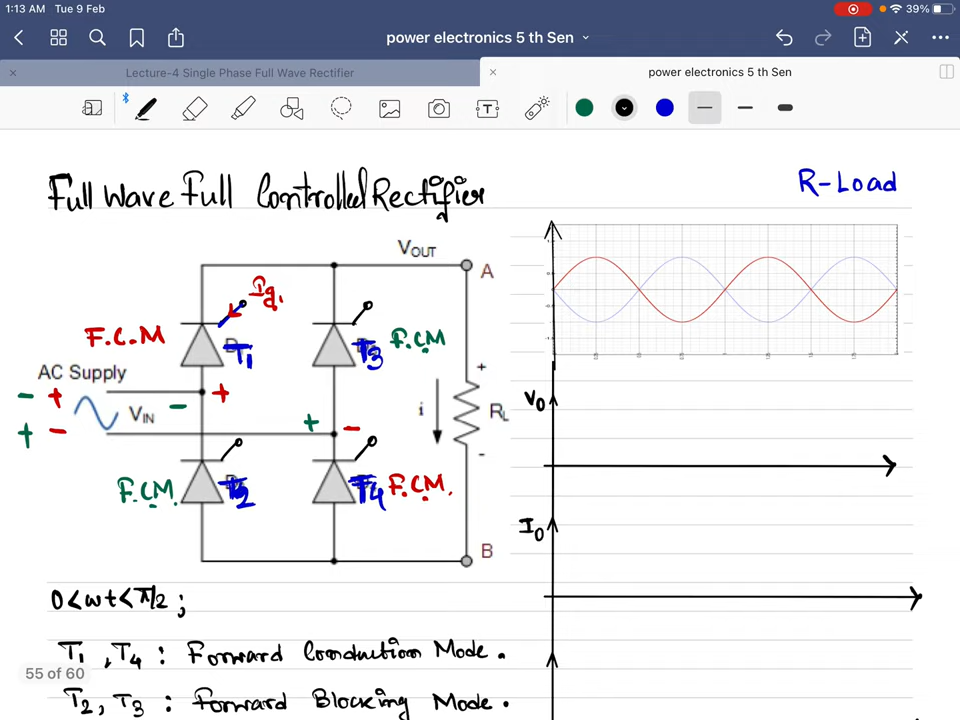 1:13 AM Tue 9 Feb
39%
power electronics 5 th Sen
Lecture-4 Single Phase Full Wave Rectifier
power electronics 5 th Sen
T
Full Wave Full Controlled Rectifier
R-Load
VOUT
A
Ig.
F.C.M
T1
T3
F.C.M
AC Supply
+
- +
+
VIN
-
V0
i
RL
+ -
+
-
-
F.C.M.
T2
T4
F.C.M.
I0
B
0<wt<π/2 ;
T1 , T4 : Forward Conduction Mode .
55 of 60
T2, T3 : Forward Blocking Mode .